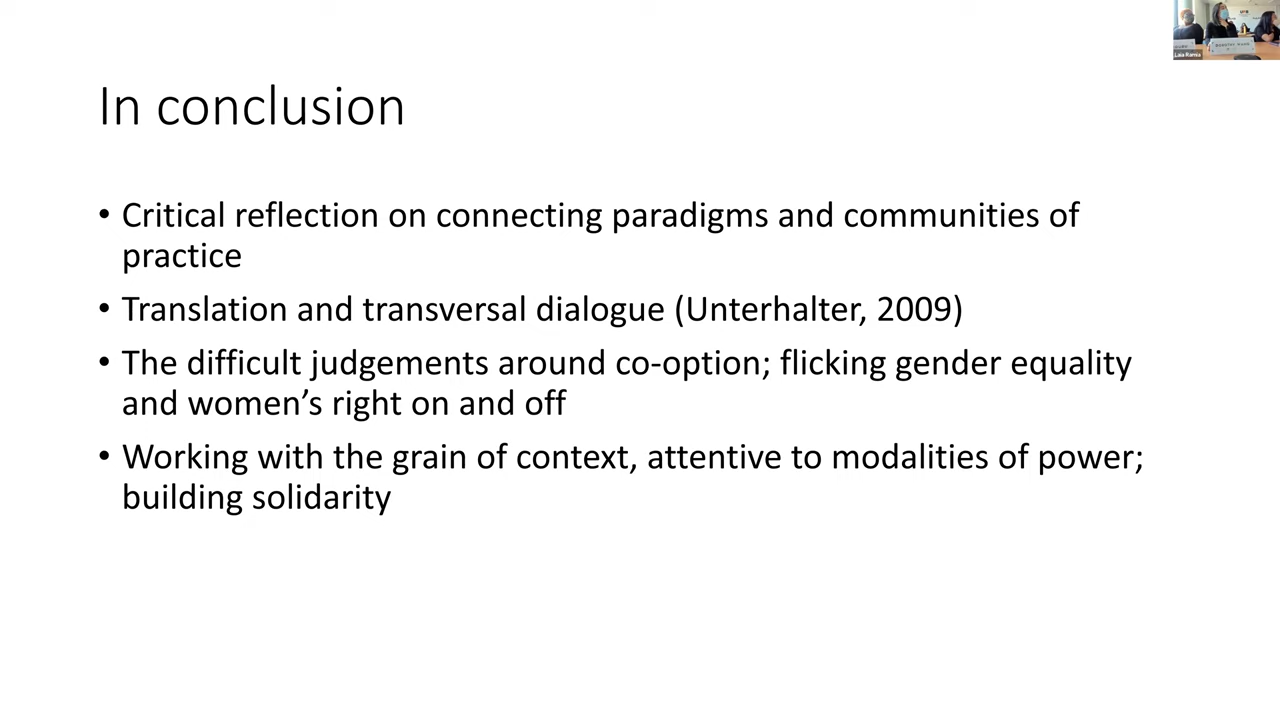 In conclusion
• Critical reflection on connecting paradigms and communities of
practice
• Translation and transversal dialogue (Unterhalter, 2009)
• The difficult judgements around co-option; flicking gender equality
and women’s right on and off
• Working with the grain of context, attentive to modalities of power;
building solidarity
Laia Ramia